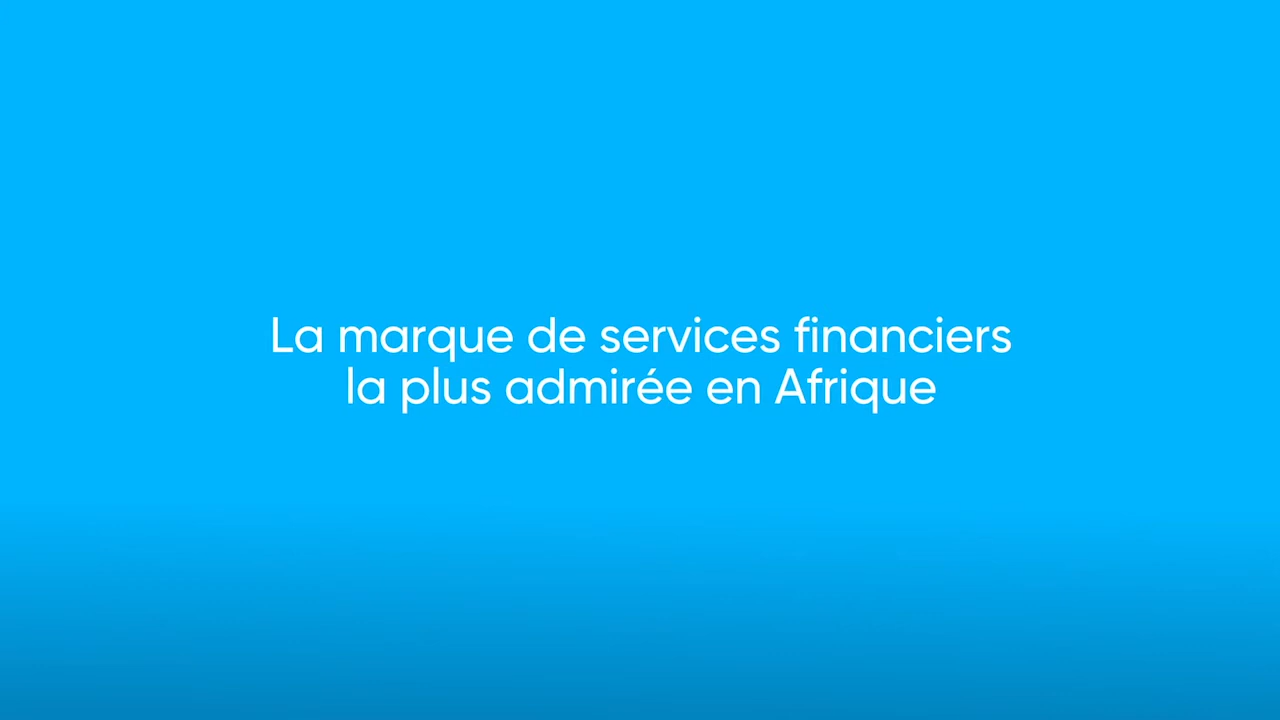 La marque de services financiers
la plus admirée en Afrique